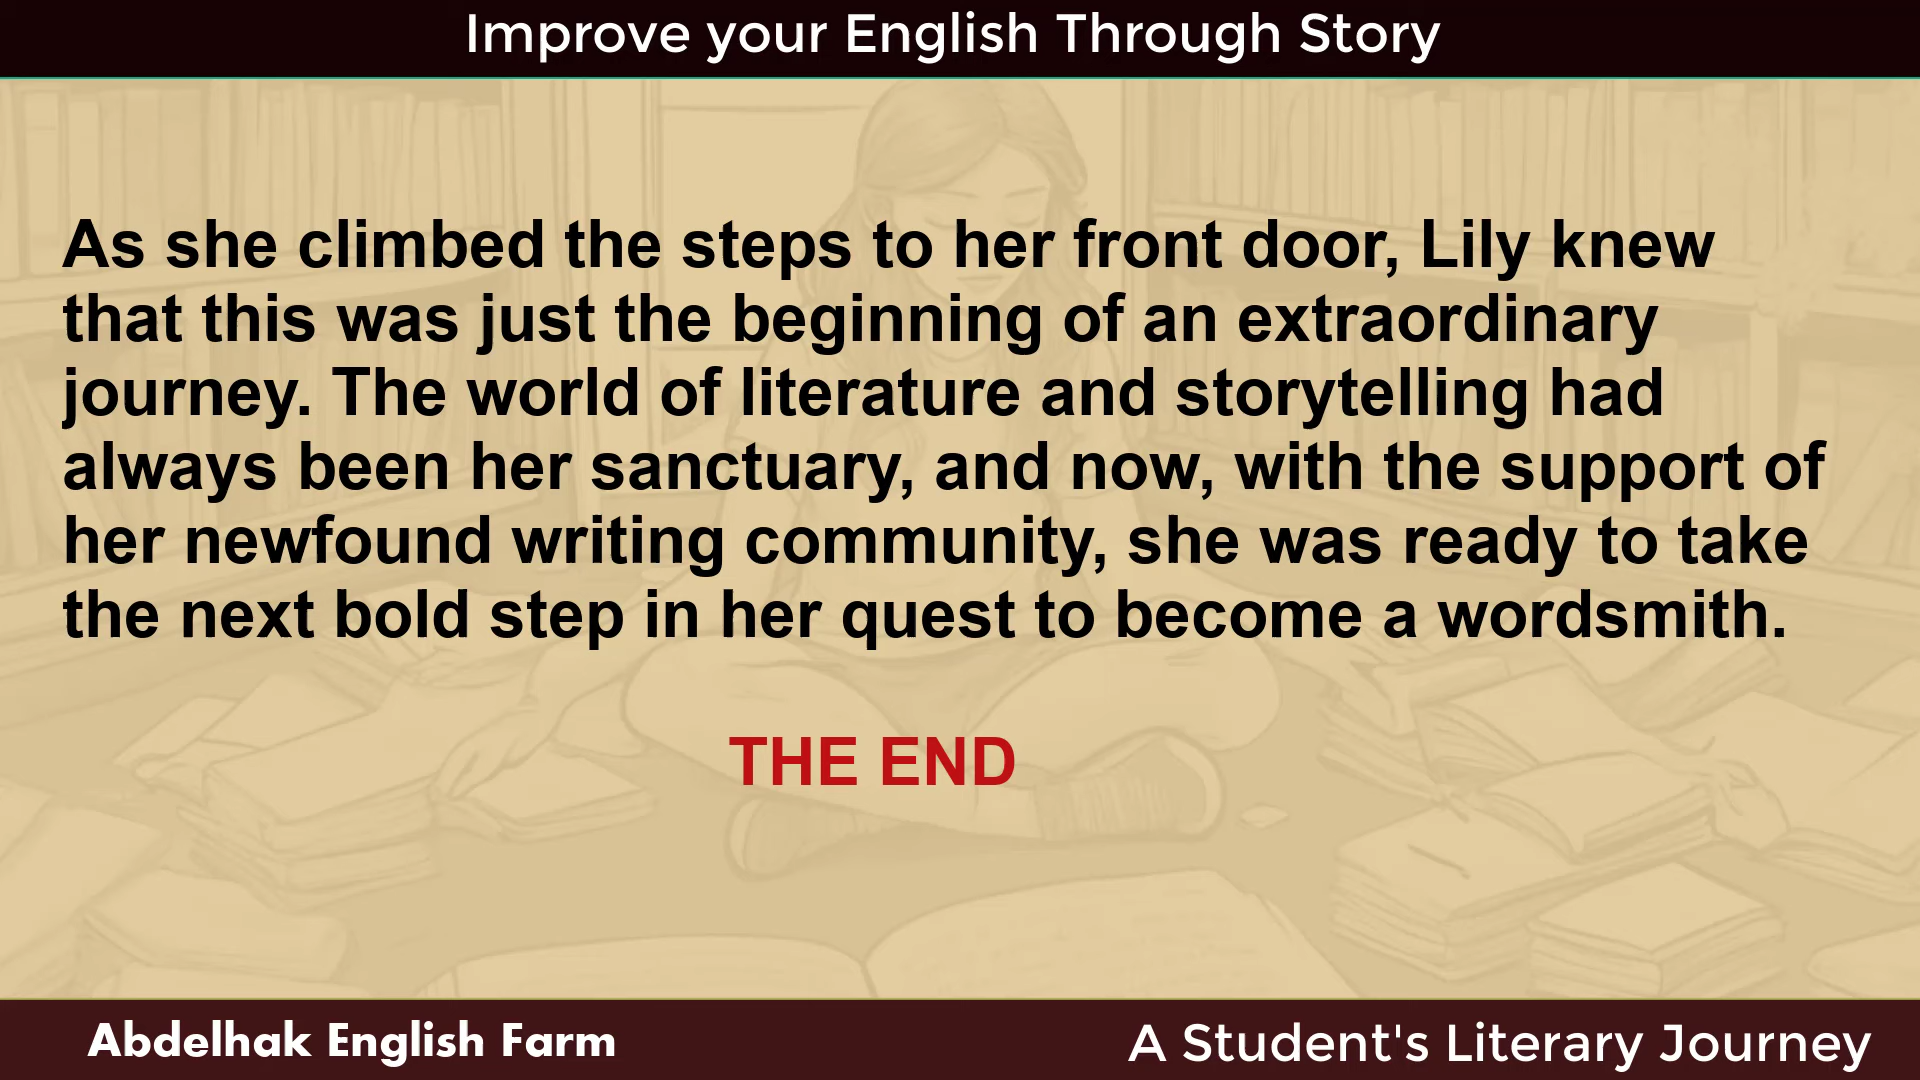 Improve your English Through Story
As she climbed the steps to her front door, Lily knew
that this was just the beginning of an extraordinary
journey. The world of literature and storytelling had
always been her sanctuary, and now, with the support of
her newfound writing community, she was ready to take
the next bold step in her quest to become a wordsmith.
THE END
Abdelhak English Farm
A Student's Literary Journey